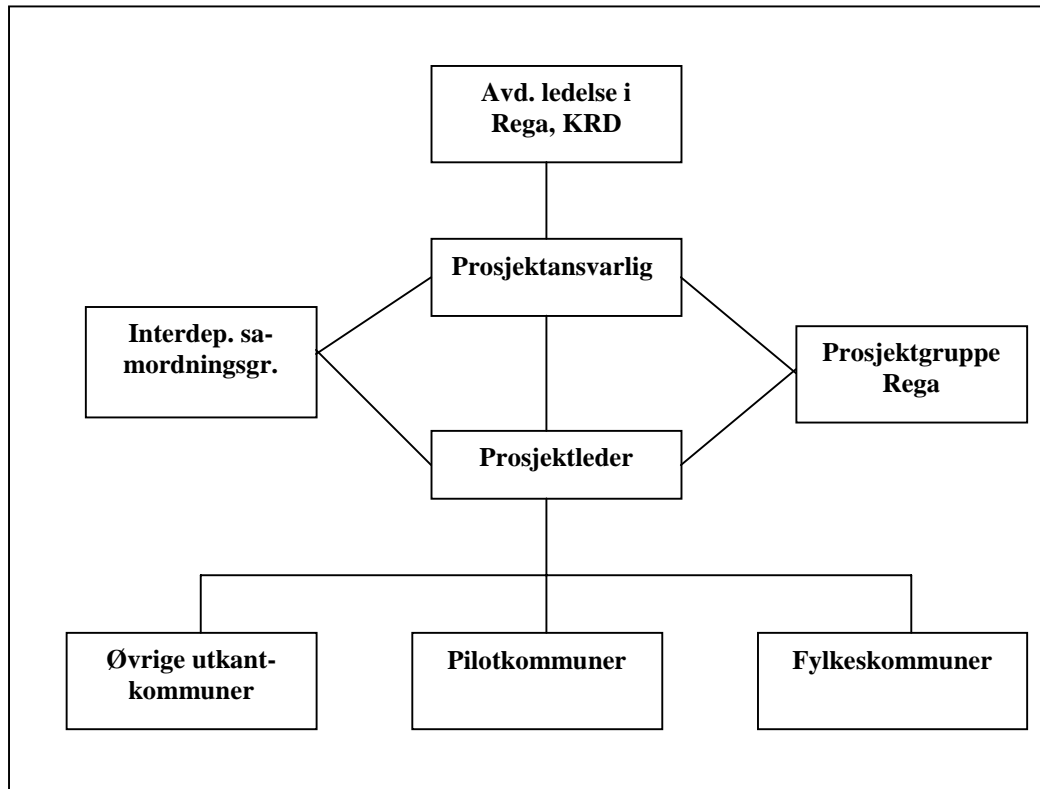 Avd. ledelse i
Rega, KRD
Prosjektansvarlig
Interdep. sa-
mordningsgr.
Prosjektgruppe
Rega
Prosjektleder
Øvrige utkant-
kommuner
Pilotkommuner
Fylkeskommuner